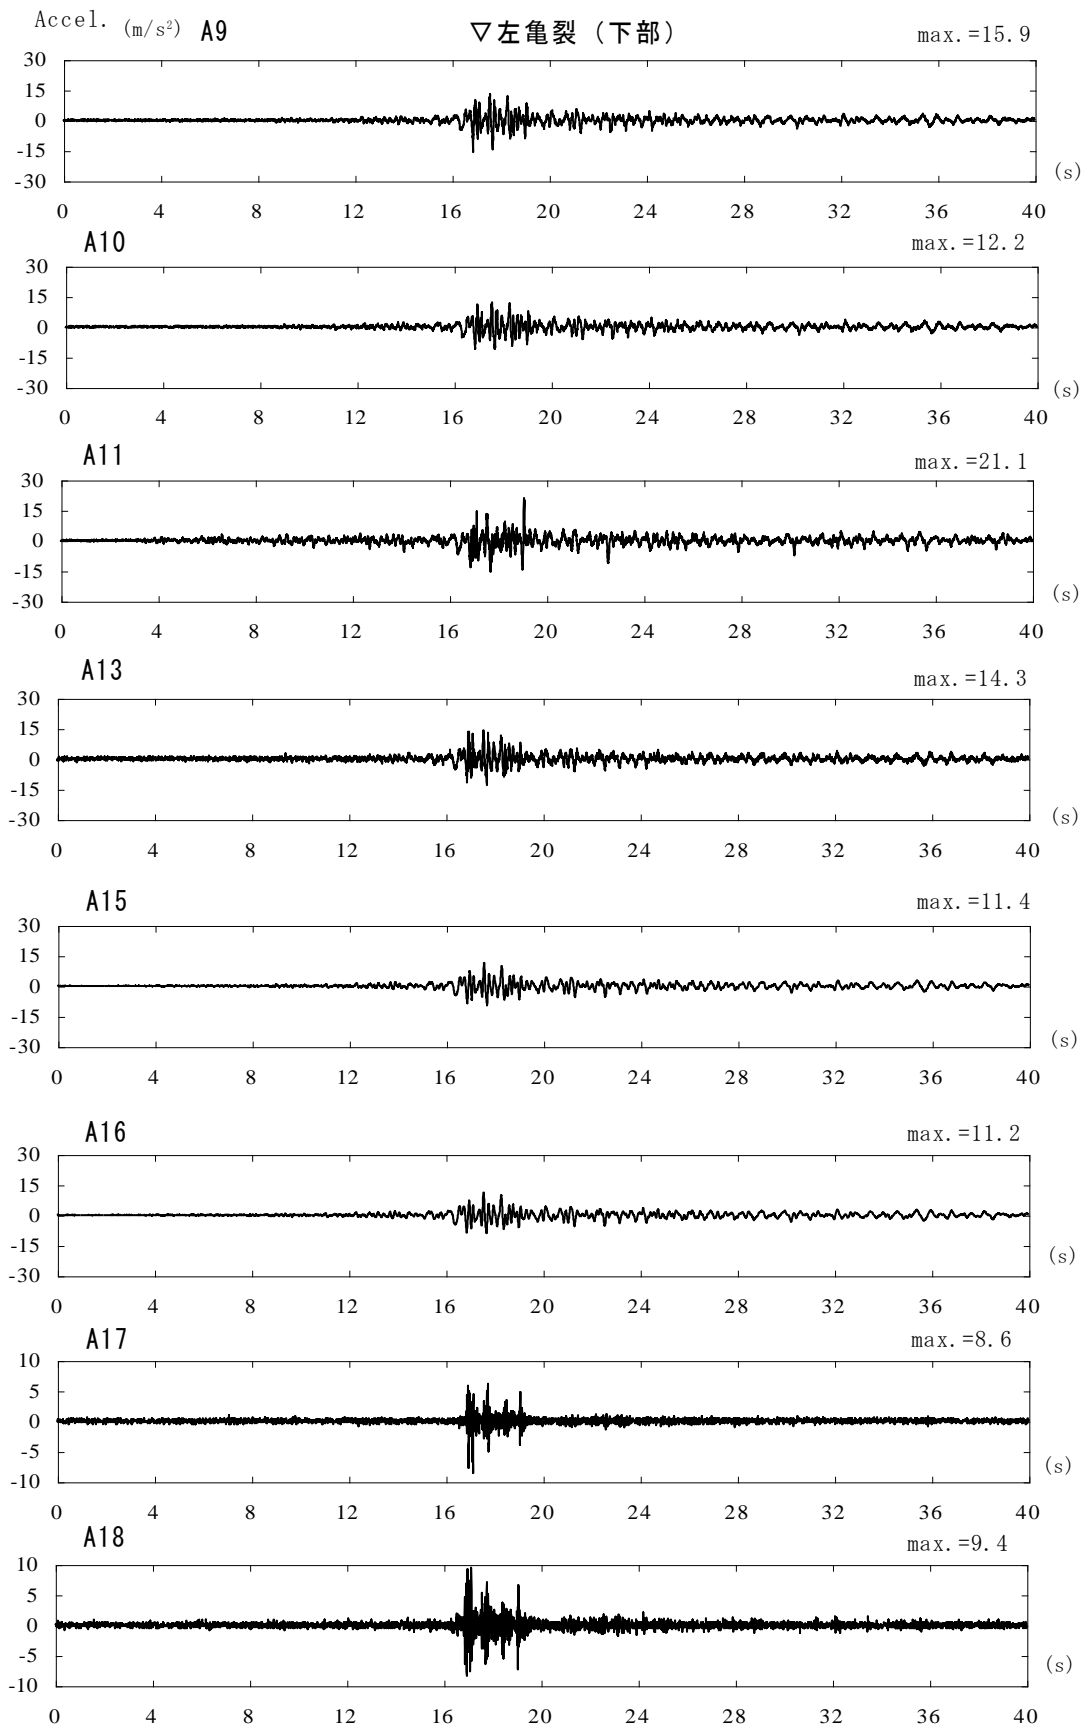 Accel. (m/s²) A9 ▽左亀裂（下部） max.=15.9
30
15
0
-15
-30
(s)
0 4 8 12 16 20 24 28 32 36 40
A10 max.=12.2
30
15
0
-15
-30
(s)
0 4 8 12 16 20 24 28 32 36 40
A11 max.=21.1
30
15
0
-15
-30
(s)
0 4 8 12 16 20 24 28 32 36 40
A13 max.=14.3
30
15
0
-15
-30
(s)
0 4 8 12 16 20 24 28 32 36 40
A15 max.=11.4
30
15
0
-15
-30
(s)
0 4 8 12 16 20 24 28 32 36 40
A16 max.=11.2
30
15
0
-15
-30
(s)
0 4 8 12 16 20 24 28 32 36 40
A17 max.=8.6
10
5
0
-5
-10
(s)
0 4 8 12 16 20 24 28 32 36 40
A18 max.=9.4
10
5
0
-5
-10
(s)
0 4 8 12 16 20 24 28 32 36 40